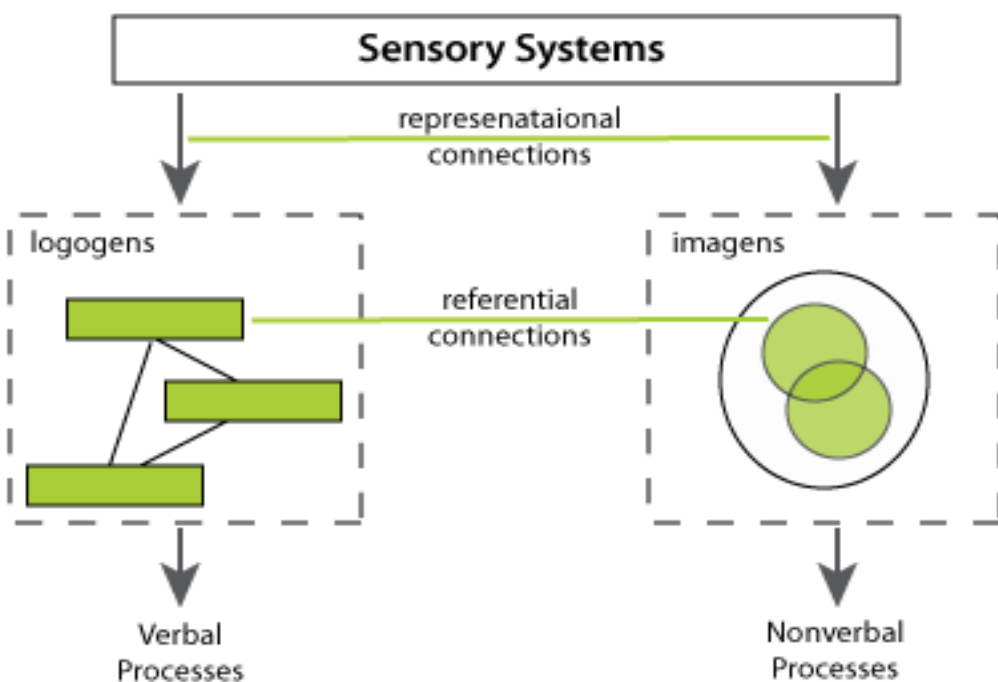 Sensory Systems
represenataional
connections
logogens
imagens
referential
connections
Verbal
Processes
Nonverbal
Processes